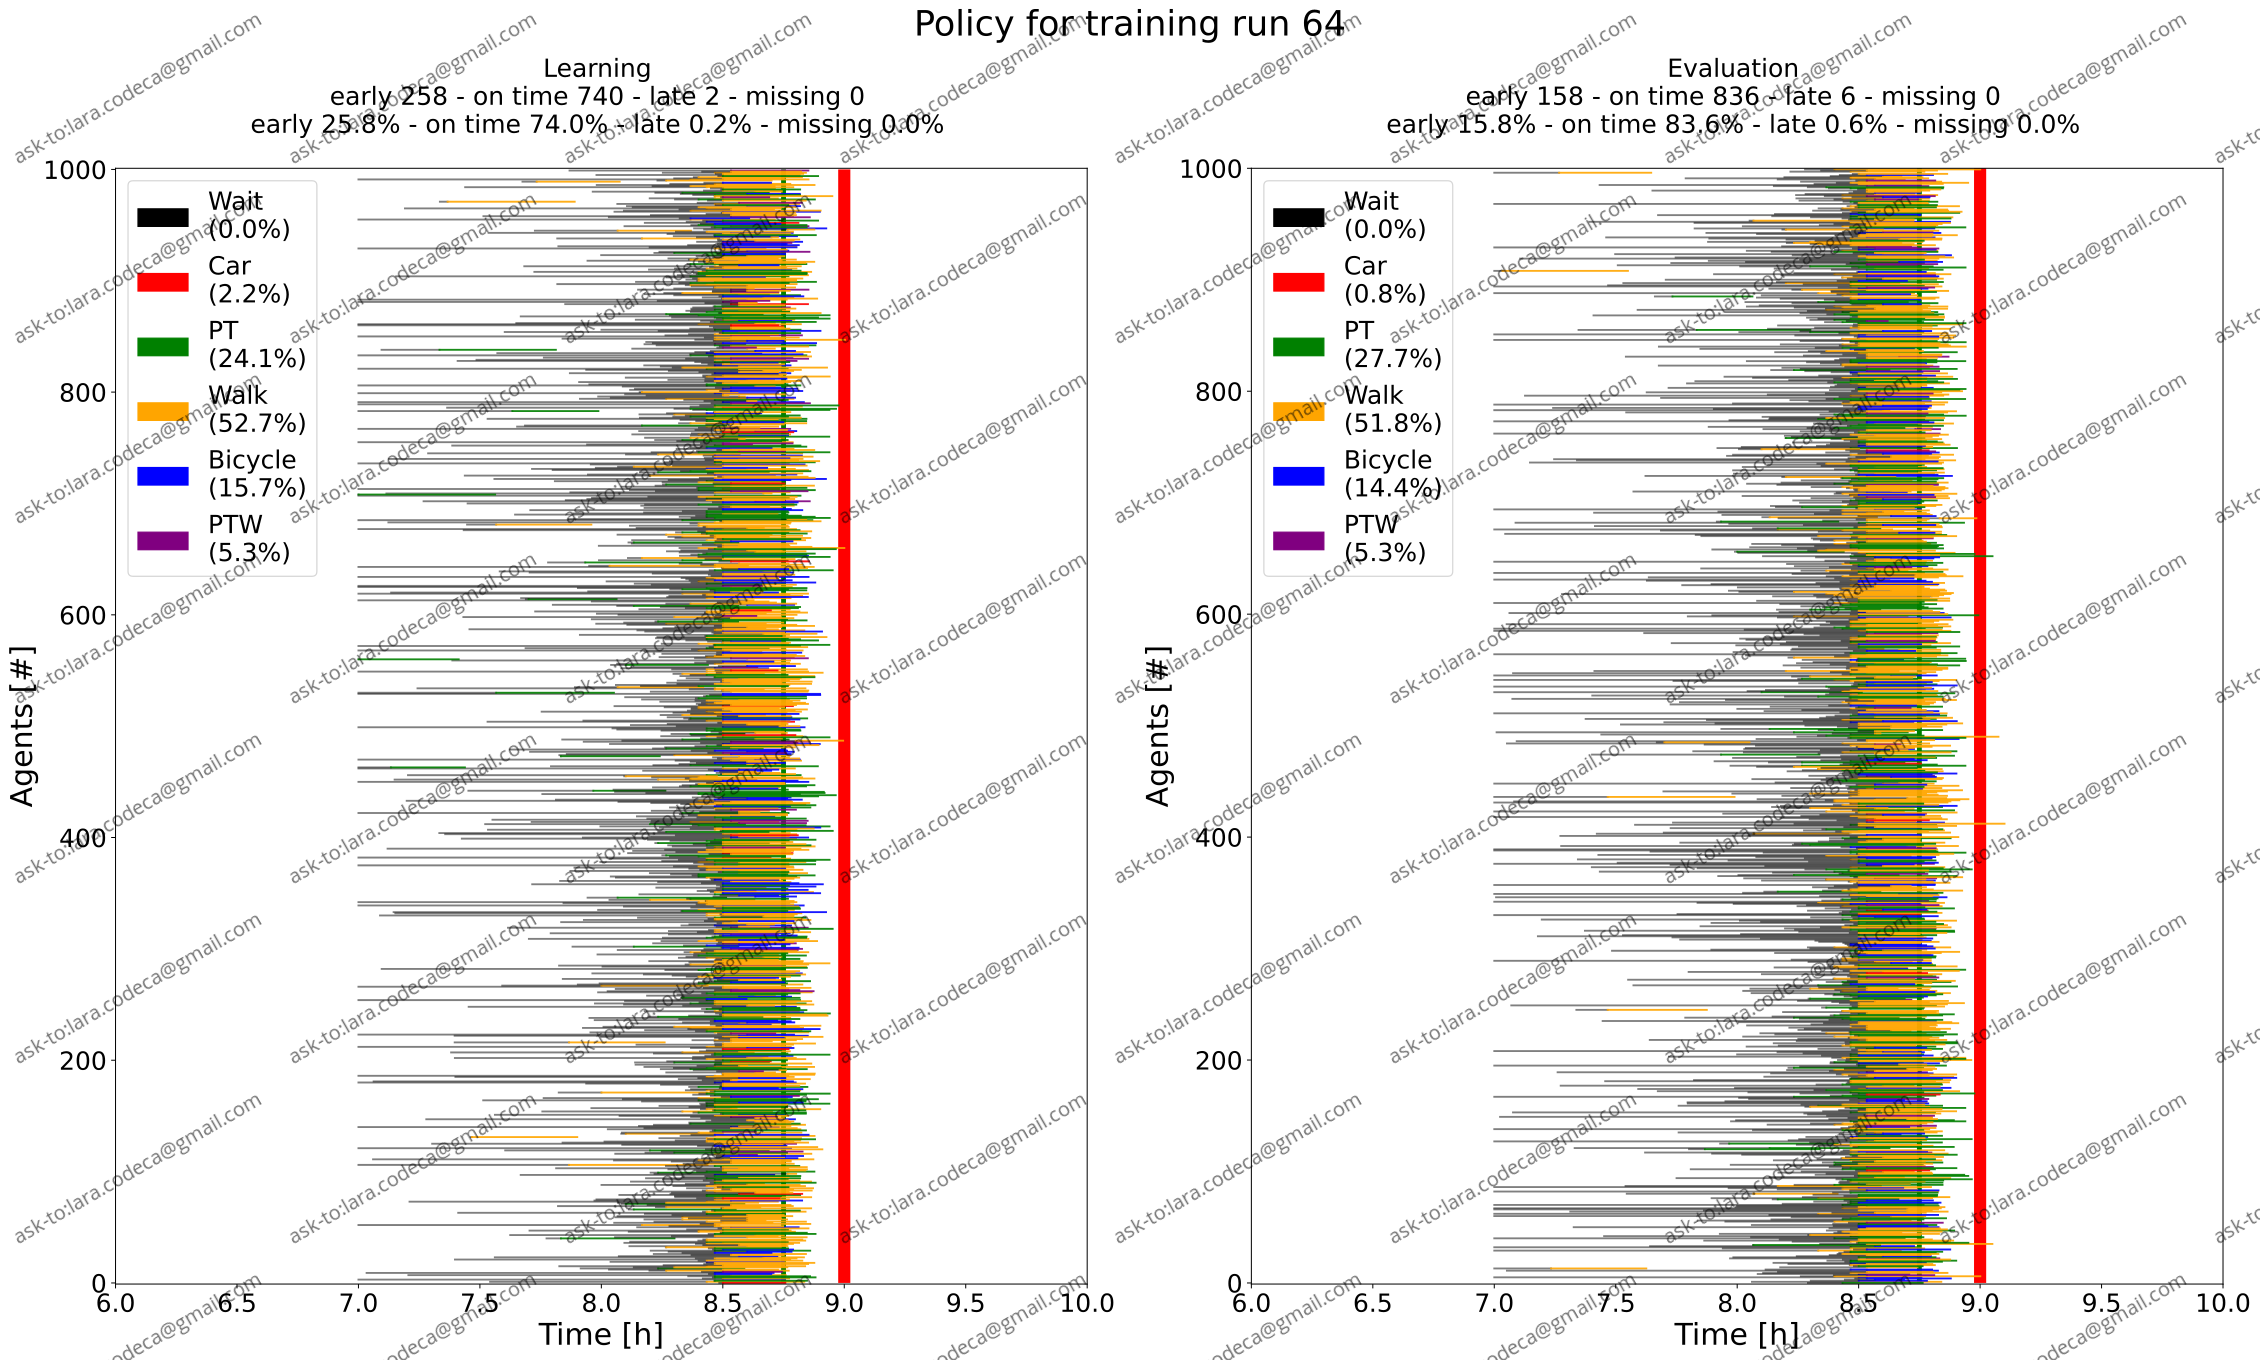 Policy for training run 64
Learning
early 258 - on time 740 - late 2 - missing 0
early 25.8% - on time 74.0% - late 0.2% - missing 0.0%
1000
800
600
400
200
0
Agents [#]
Wait
(0.0%)
Car
(2.2%)
PT
(24.1%)
Walk
(52.7%)
Bicycle
(15.7%)
PTW
(5.3%)
6.0 6.5 7.0 7.5 8.0 8.5 9.0 9.5 10.0
Time [h]
Evaluation
early 158 - on time 836 - late 6 - missing 0
early 15.8% - on time 83.6% - late 0.6% - missing 0.0%
1000
800
600
400
200
0
Agents [#]
Wait
(0.0%)
Car
(0.8%)
PT
(27.7%)
Walk
(51.8%)
Bicycle
(14.4%)
PTW
(5.3%)
6.0 6.5 7.0 7.5 8.0 8.5 9.0 9.5 10.0
Time [h]
ask-to:lara.codeca@gmail.com